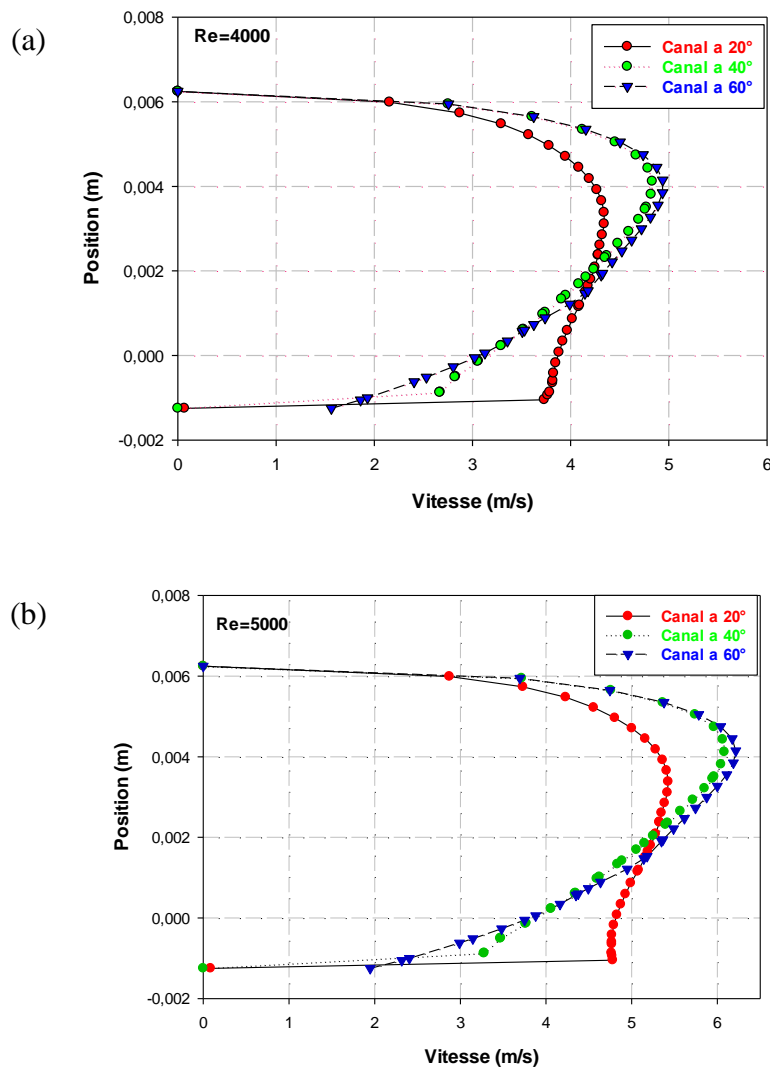 (a)
Re=4000
Canal a 20°
Canal a 40°
Canal a 60°
0,008
0,006
0,004
0,002
0,000
-0,002
Position (m)
0 1 2 3 4 5 6
Vitesse (m/s)
(b)
Re=5000
Canal a 20°
Canal a 40°
Canal a 60°
0,008
0,006
0,004
0,002
0,000
-0,002
Position (m)
0 1 2 3 4 5 6
Vitesse (m/s)